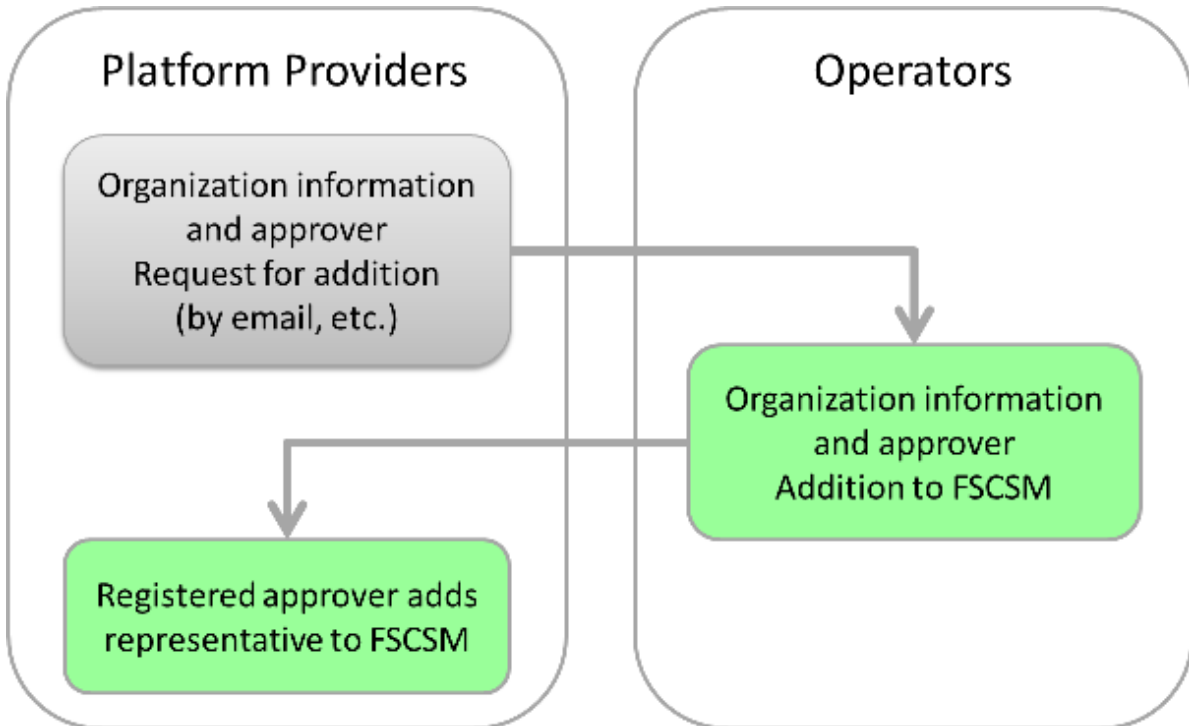 Platform Providers
Organization information
and approver
Request for addition
(by email, etc.)
Registered approver adds
representative to FSCSM
Operators
Organization information
and approver
Addition to FSCSM